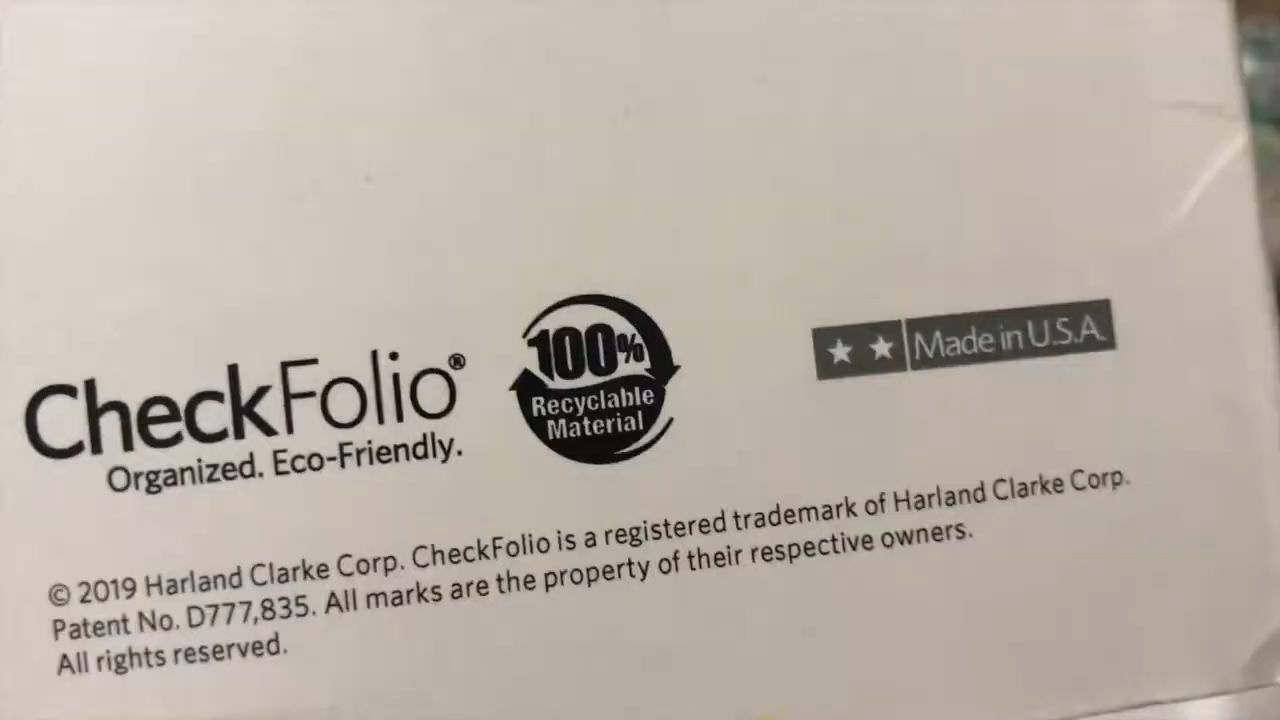 CheckFolio®
Organized. Eco-Friendly.
100%
Recyclable
Material
★ ★ Made in U.S.A.
© 2019 Harland Clarke Corp. CheckFolio is a registered trademark of Harland Clarke Corp.
Patent No. D777,835. All marks are the property of their respective owners.
All rights reserved.